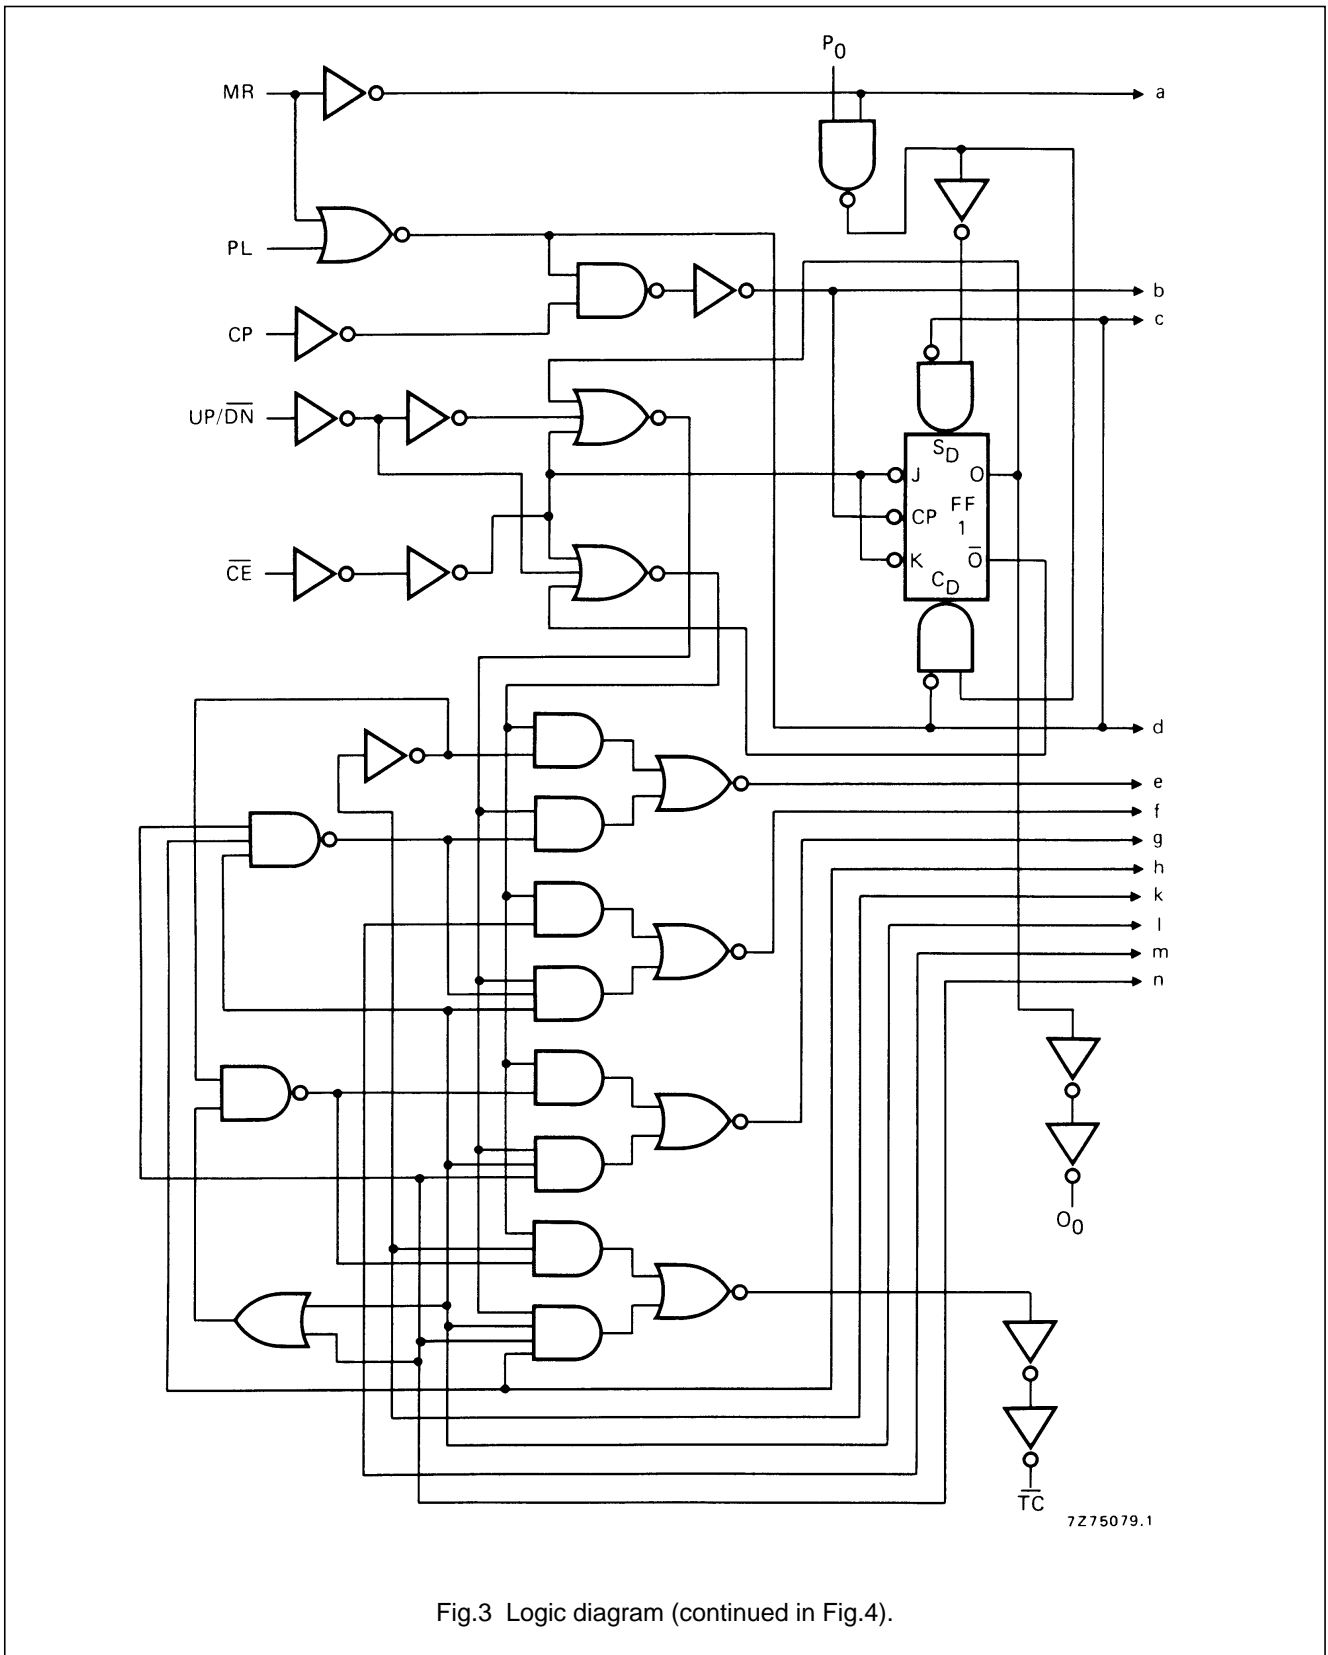 P0
MR
a
PL
b
CP
c
UP/DN
SD
J
O
FF
CP
1
CE
K
O
CD
d
e
f
g
h
k
l
m
n
O0
TC
7Z75079.1
Fig.3 Logic diagram (continued in Fig.4).